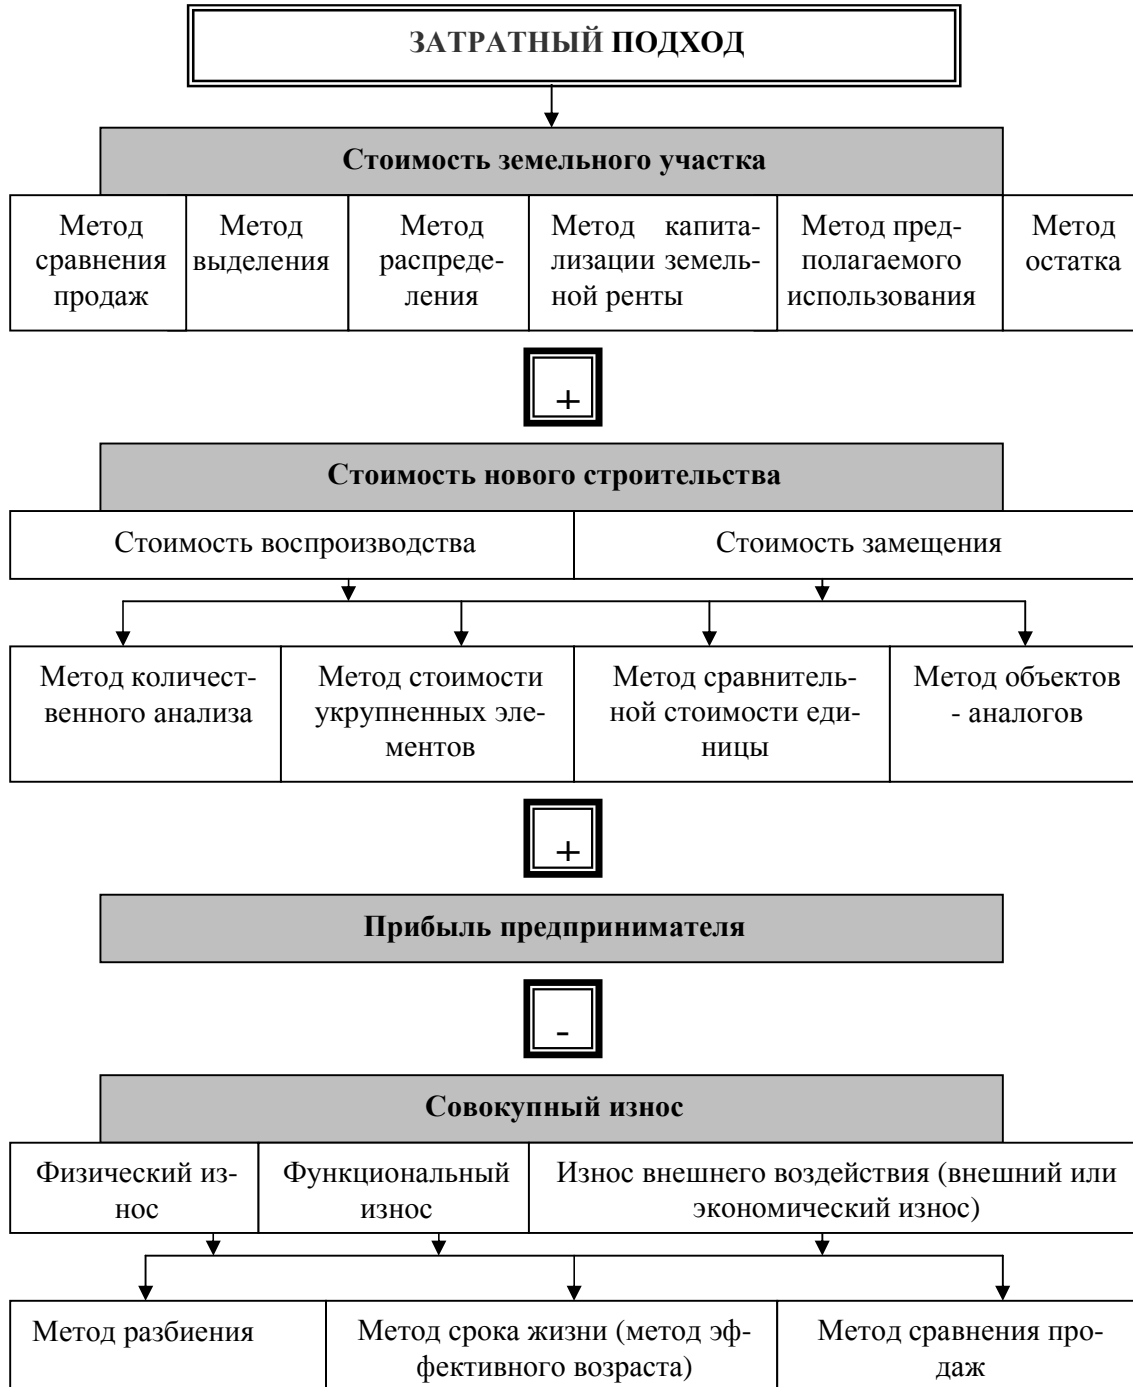 ЗАТРАТНЫЙ ПОДХОД
Стоимость земельного участка
Метод
сравнения
продаж
Метод
выделения
Метод
распреде-
ления
Метод капита-
лизации земель-
ной ренты
Метод пред-
полагаемого
использования
Метод
остатка
+
Стоимость нового строительства
Стоимость воспроизводства
Стоимость замещения
Метод количест-
венного анализа
Метод стоимости
укрупненных эле-
ментов
Метод сравнитель-
ной стоимости еди-
ницы
Метод объектов
- аналогов
+
Прибыль предпринимателя
-
Совокупный износ
Физический из-
нос
Функциональный
износ
Износ внешнего воздействия (внешний или
экономический износ)
Метод разбиения
Метод срока жизни (метод эф-
фективного возраста)
Метод сравнения про-
даж